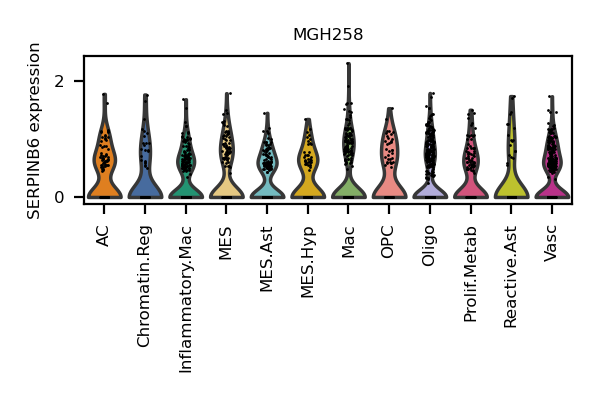 MGH258
SERPINB6 expression
2
0
AC
Chromatin.Reg
Inflammatory.Mac
MES
MES.Ast
MES.Hyp
Mac
OPC
Oligo
Prolif.Metab
Reactive.Ast
Vasc